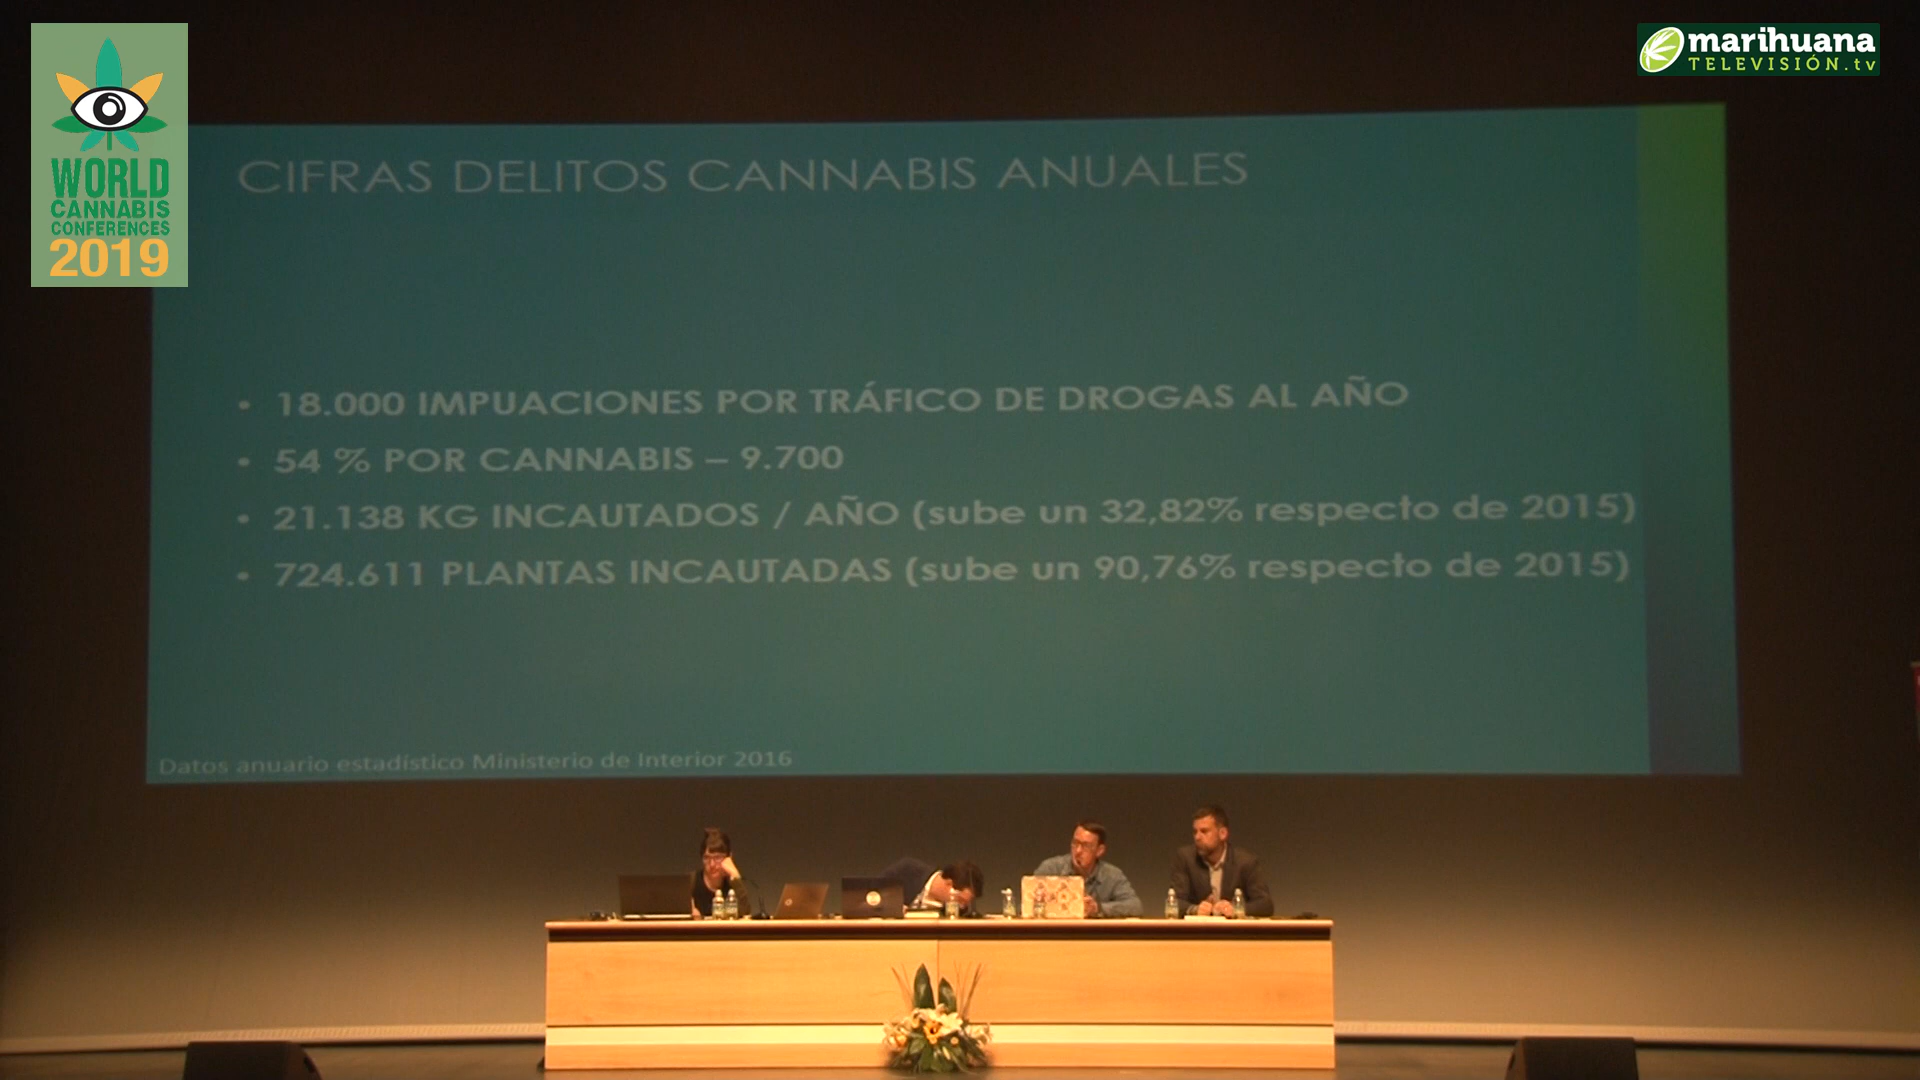 WORLD
CANNABIS
CONFERENCES
2019
marihuana
TELEVISIÓN.tv
CIFRAS DELITOS CANNABIS ANUALES
• 18.000 IMPUACIONES POR TRÁFICO DE DROGAS AL AÑO
• 54 % POR CANNABIS – 9.700
• 21.138 KG INCAUTADOS / AÑO (sube un 32,82% respecto de 2015)
• 724.611 PLANTAS INCAUTADAS (sube un 90,76% respecto de 2015)
Datos anuario estadístico Ministerio de Interior 2016